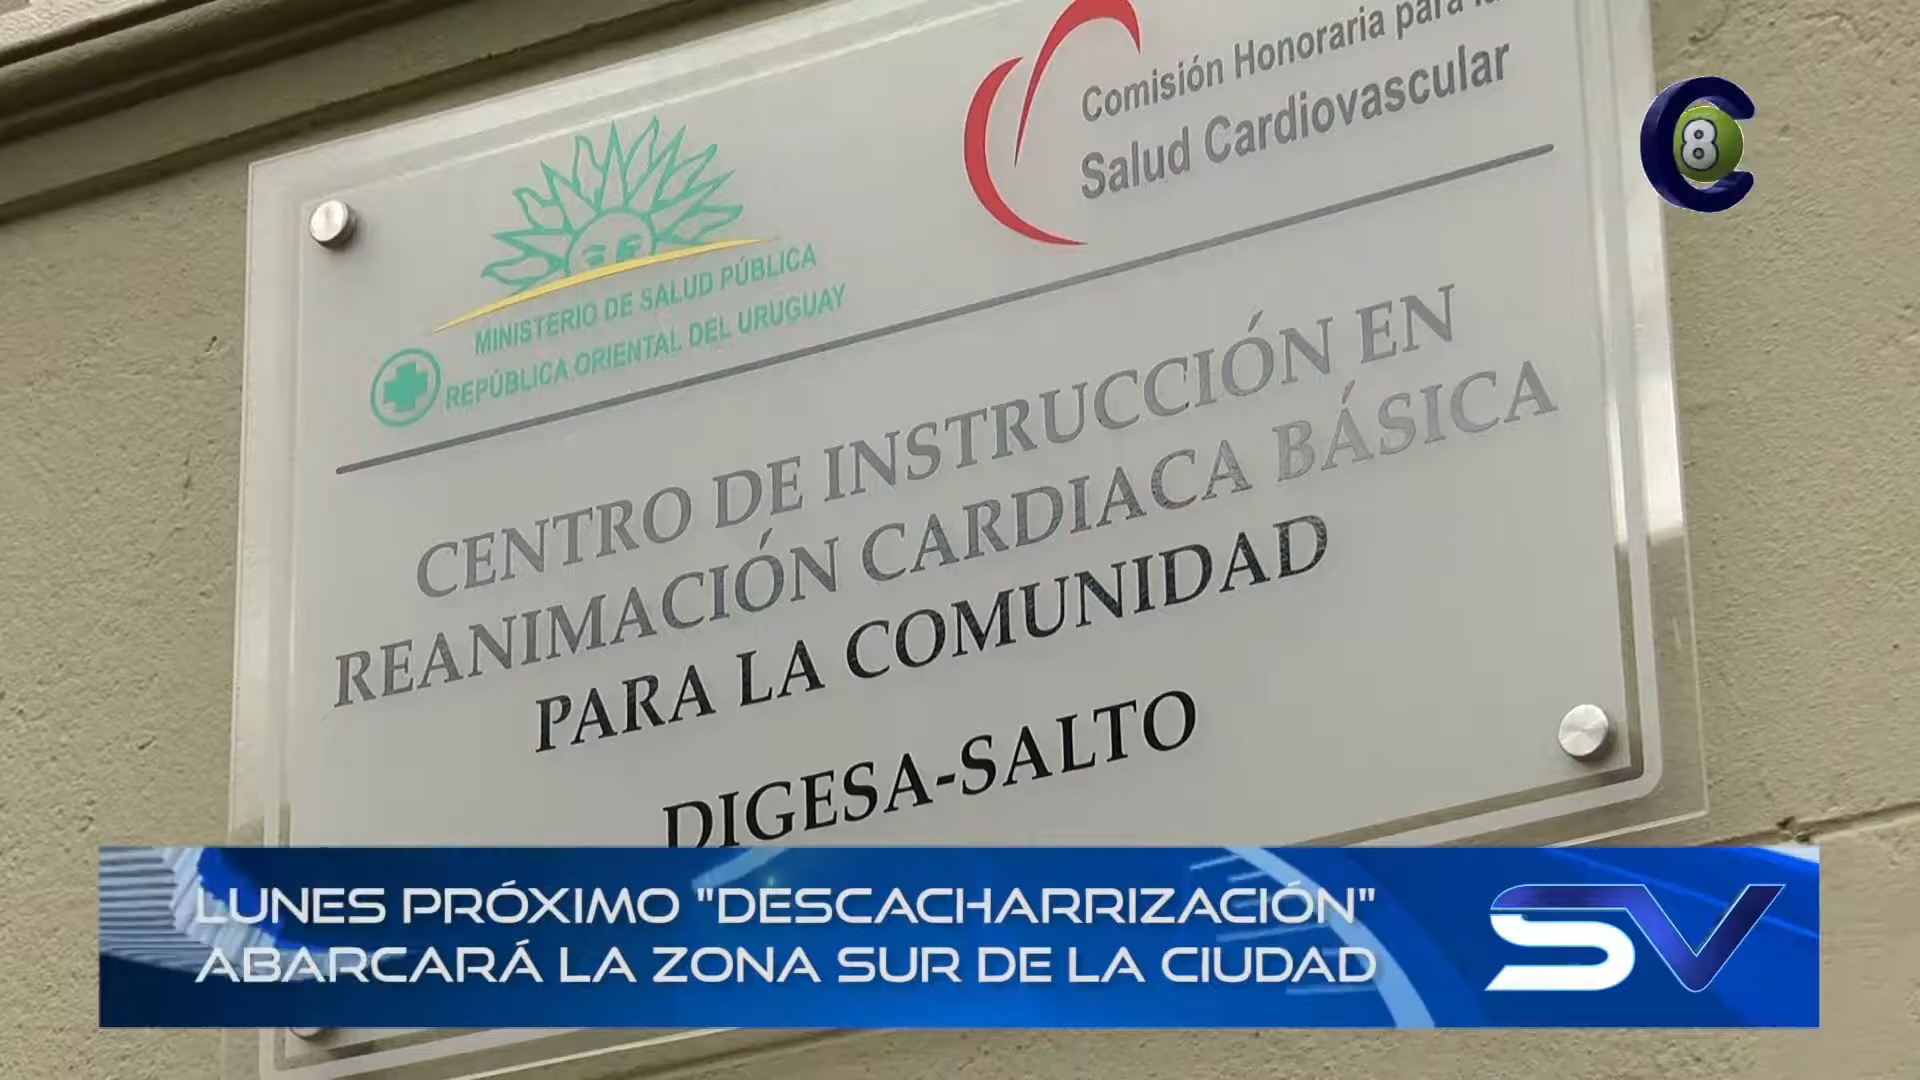 Comisión Honoraria para la
Salud Cardiovascular
8
MINISTERIO DE SALUD PÚBLICA
REPÚBLICA ORIENTAL DEL URUGUAY
CENTRO DE INSTRUCCIÓN EN
REANIMACIÓN CARDIACA BÁSICA
PARA LA COMUNIDAD
DIGESA-SALTO
LUNES PRÓXIMO "DESCACHARRIZACIÓN"
ABARCARÁ LA ZONA SUR DE LA CIUDAD
SV